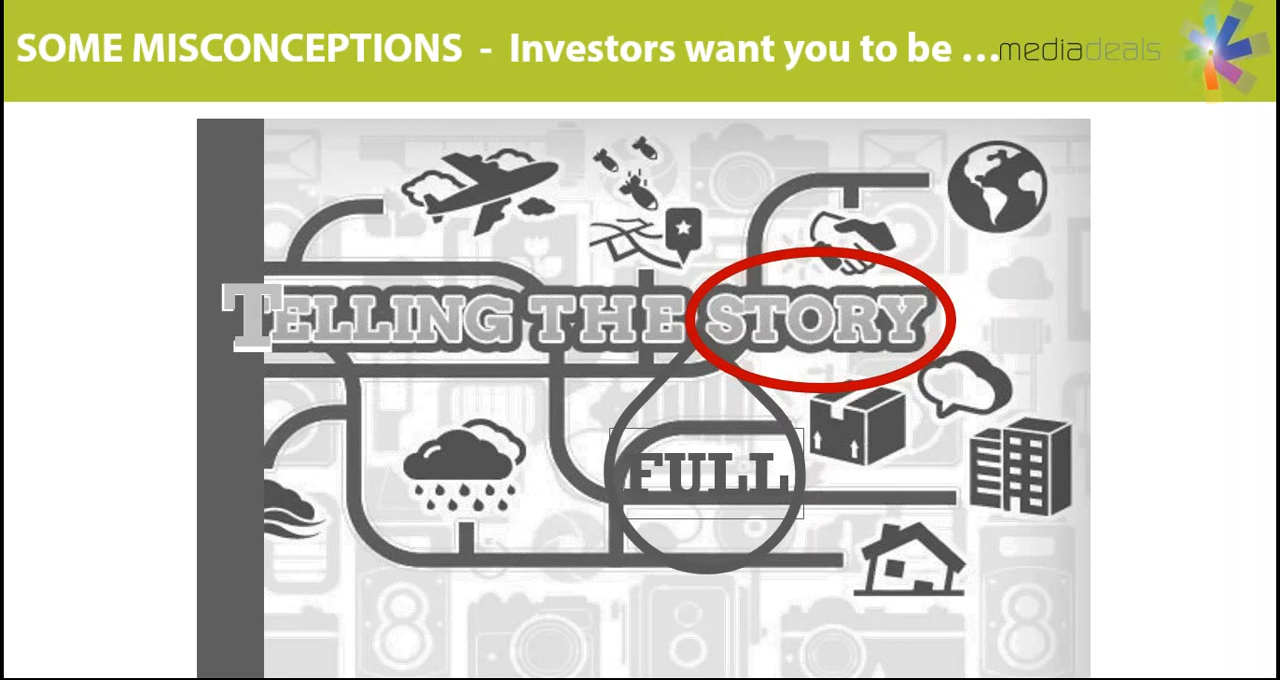 SOME MISCONCEPTIONS - Investors want you to be ...
mediadeals
TELLING THE STORY
FULL